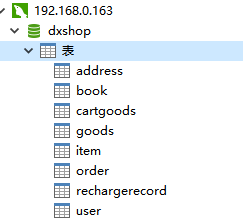 192.168.0.163
dxshop
表
address
book
cartgoods
goods
item
order
rechargerecord
user